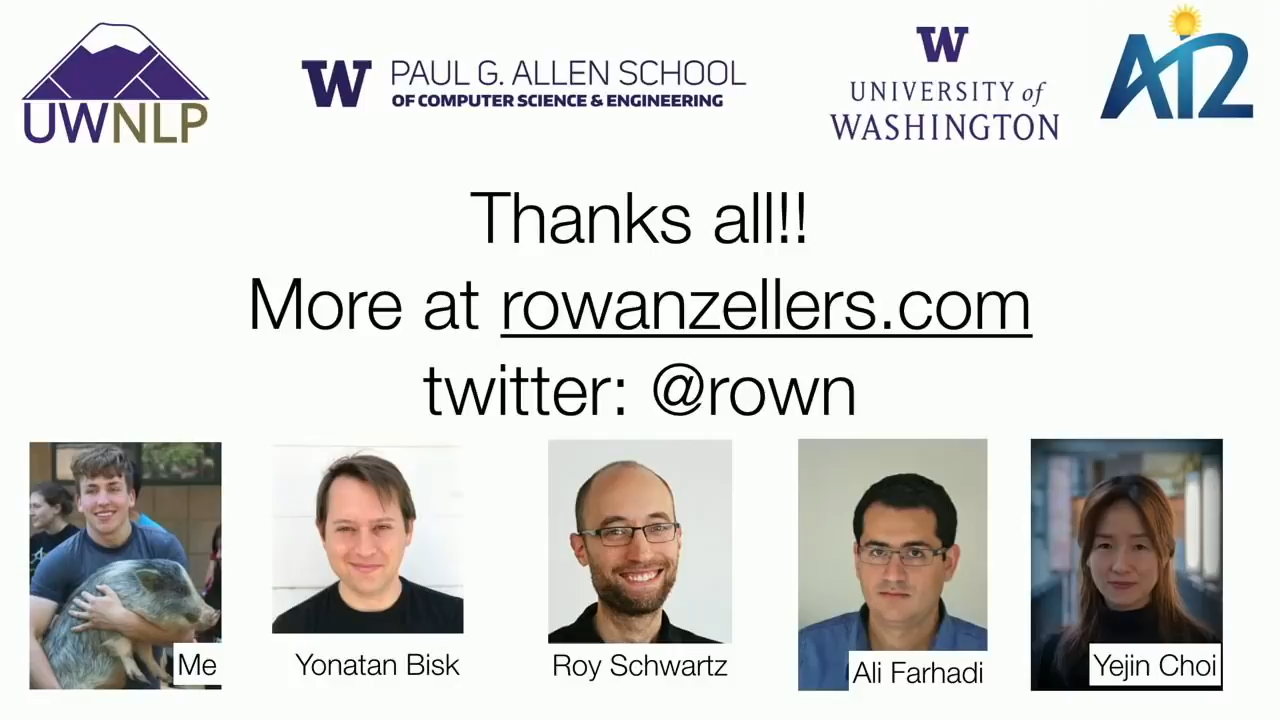 UWNLP
W PAUL G. ALLEN SCHOOL
OF COMPUTER SCIENCE & ENGINEERING
W
UNIVERSITY of
WASHINGTON
AI2
Thanks all!!
More at rowanzellers.com
twitter: @rown
Me
Yonatan Bisk
Roy Schwartz
Ali Farhadi
Yejin Choi